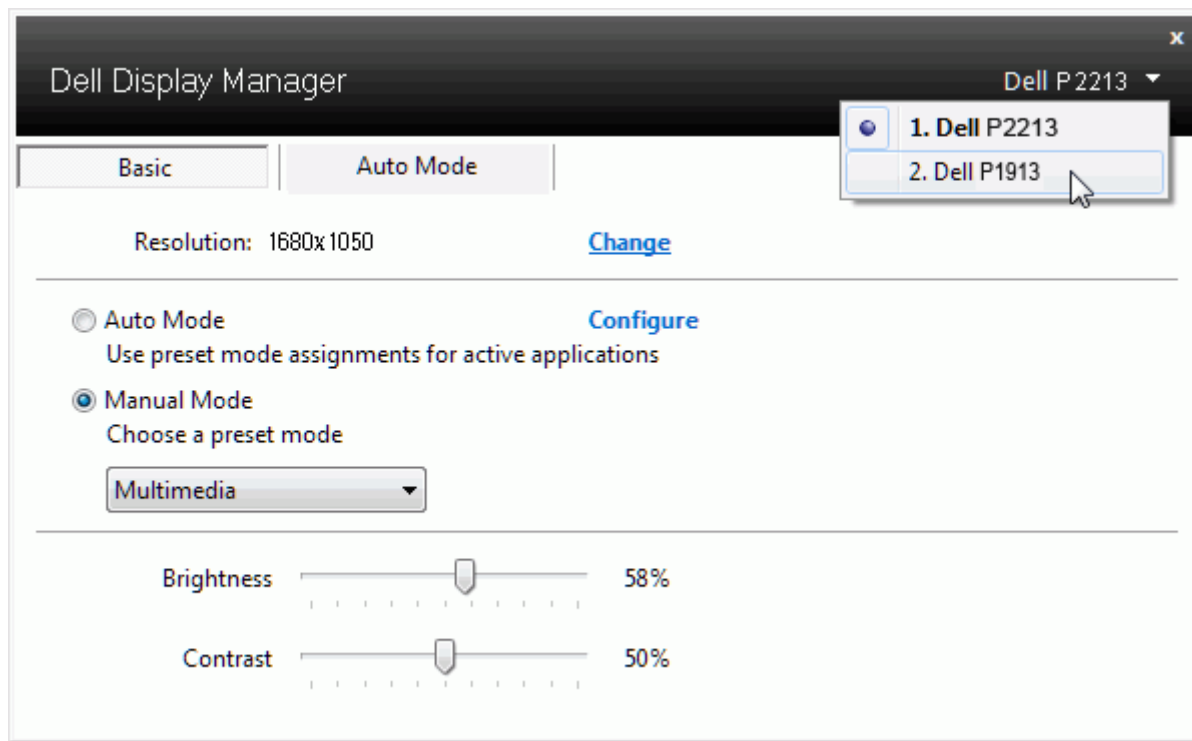 x
Dell Display Manager
Dell P2213
1. Dell P2213
2. Dell P1913
Basic
Auto Mode
Resolution: 1680x1050 Change
Auto Mode Configure
Use preset mode assignments for active applications
Manual Mode
Choose a preset mode
Multimedia
Brightness 58%
Contrast 50%